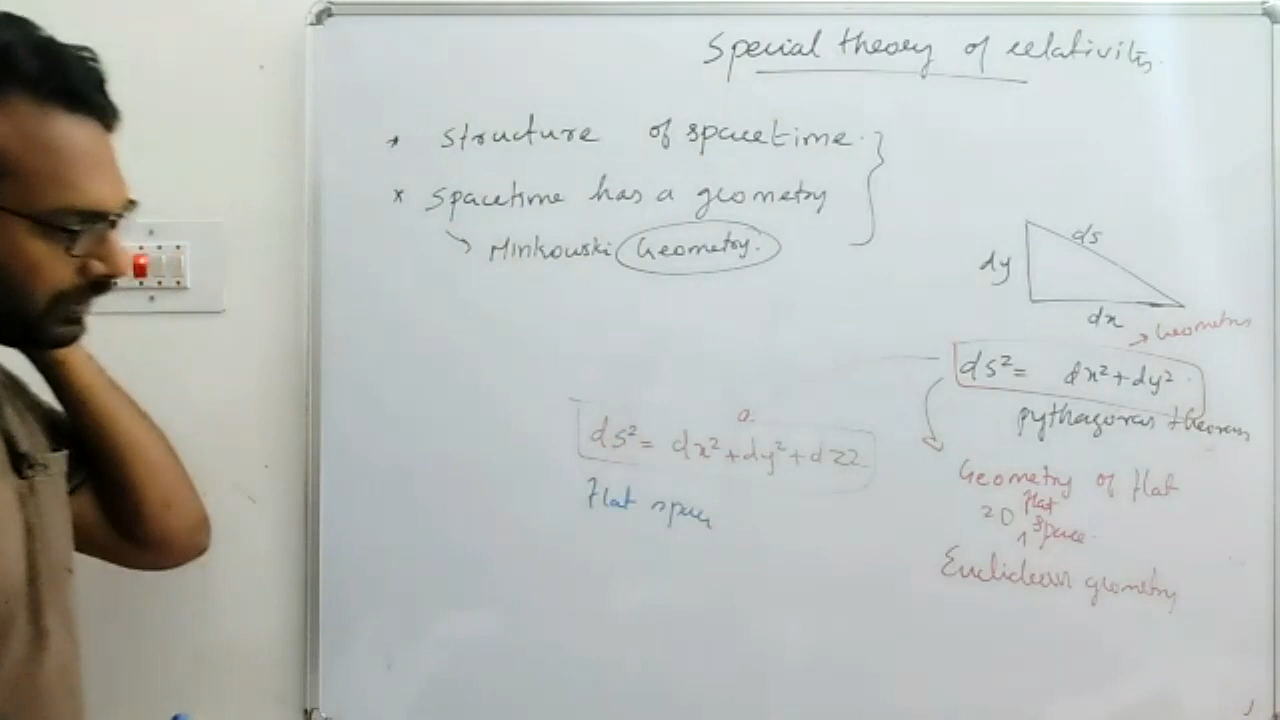 Special theory of relativity
* Structure of spacetime.
* Spacetime has a geometry
↘ Minkowski Geometry.
ds
dy
dx
→ Geometry
ds² = dx² + dy²
pythagoras theorem
ds² = dx² + dy² + dz²
Flat space
Geometry of flat
flat
2D space
Euclidean geometry